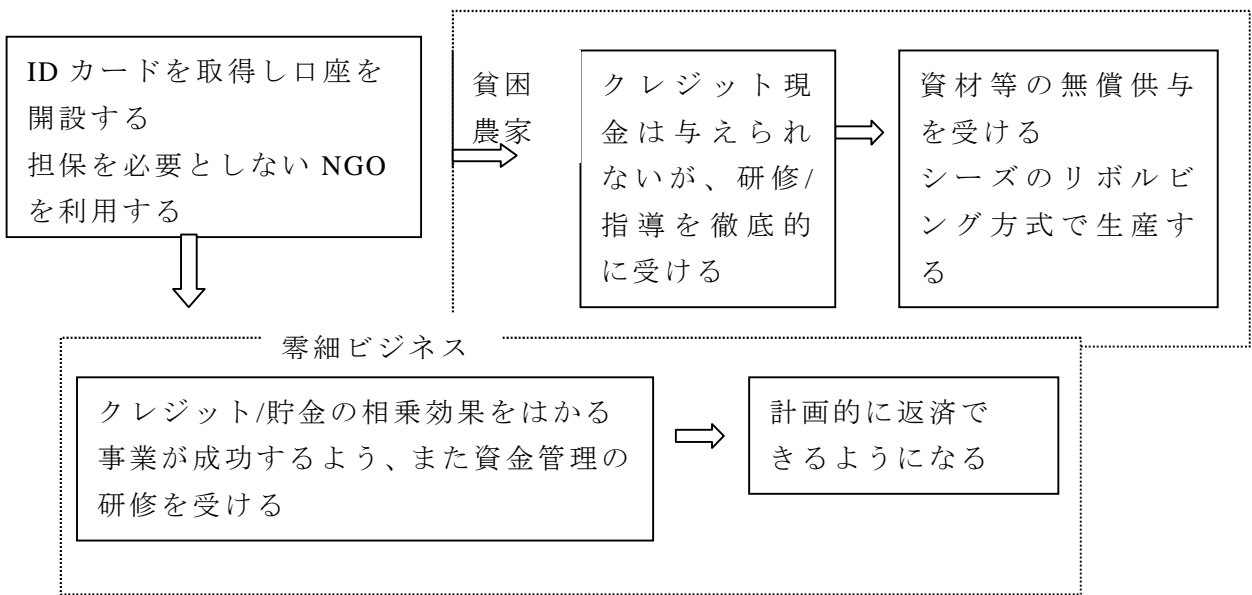 ID カードを取得し口座を
開設する
担保を必要としない NGO
を利用する
貧困
農家
クレジット現
金は与えられ
ないが、研修/
指導を徹底的
に受ける
資材等の無償供与
を受ける
シーズのリボルビ
ング方式で生産す
る
零細ビジネス
クレジット/貯金の相乗効果をはかる
事業が成功するよう、また資金管理の
研修を受ける
計画的に返済で
きるようになる